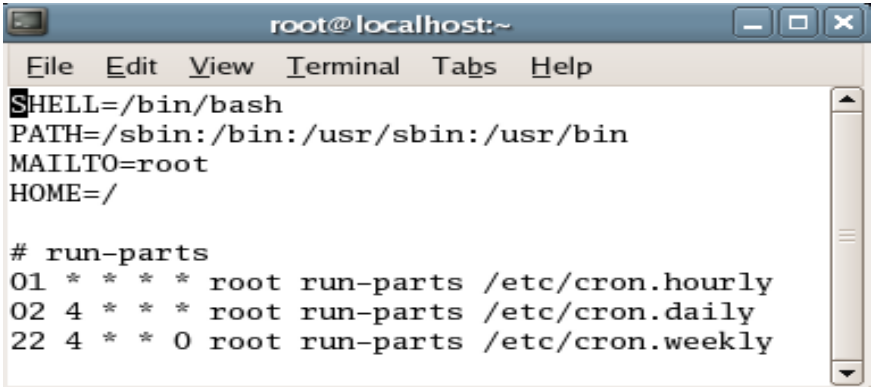 root@localhost:~
File Edit View Terminal Tabs Help
SHELL=/bin/bash
PATH=/sbin:/bin:/usr/sbin:/usr/bin
MAILTO=root
HOME=/

# run-parts
01 * * * * root run-parts /etc/cron.hourly
02 4 * * * root run-parts /etc/cron.daily
22 4 * * 0 root run-parts /etc/cron.weekly